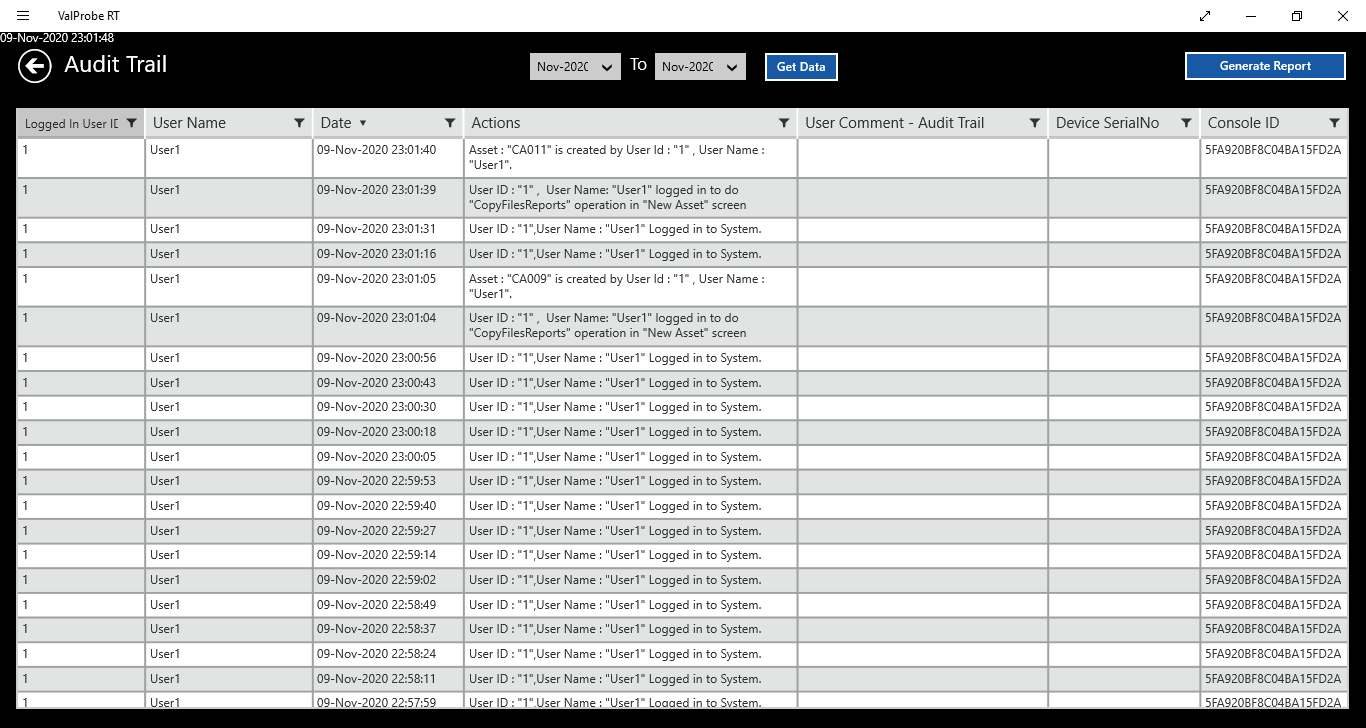 ValProbe RT
09-Nov-2020 23:01:48
Audit Trail
Nov-202( To Nov-202( Get Data Generate Report
Logged In User ID User Name Date Actions User Comment - Audit Trail Device SerialNo Console ID
1 User1 09-Nov-2020 23:01:40 Asset : "CA011" is created by User Id : "1" , User Name : 5FA920BF8C04BA15FD2A
"User1".
1 User1 09-Nov-2020 23:01:39 User ID : "1" ,  User Name: "User1" logged in to do 5FA920BF8C04BA15FD2A
"CopyFilesReports" operation in "New Asset" screen
1 User1 09-Nov-2020 23:01:31 User ID : "1",User Name : "User1" Logged in to System. 5FA920BF8C04BA15FD2A
1 User1 09-Nov-2020 23:01:16 User ID : "1",User Name : "User1" Logged in to System. 5FA920BF8C04BA15FD2A
1 User1 09-Nov-2020 23:01:05 Asset : "CA009" is created by User Id : "1" , User Name : 5FA920BF8C04BA15FD2A
"User1".
1 User1 09-Nov-2020 23:01:04 User ID : "1" ,  User Name: "User1" logged in to do 5FA920BF8C04BA15FD2A
"CopyFilesReports" operation in "New Asset" screen
1 User1 09-Nov-2020 23:00:56 User ID : "1",User Name : "User1" Logged in to System. 5FA920BF8C04BA15FD2A
1 User1 09-Nov-2020 23:00:43 User ID : "1",User Name : "User1" Logged in to System. 5FA920BF8C04BA15FD2A
1 User1 09-Nov-2020 23:00:30 User ID : "1",User Name : "User1" Logged in to System. 5FA920BF8C04BA15FD2A
1 User1 09-Nov-2020 23:00:18 User ID : "1",User Name : "User1" Logged in to System. 5FA920BF8C04BA15FD2A
1 User1 09-Nov-2020 23:00:05 User ID : "1",User Name : "User1" Logged in to System. 5FA920BF8C04BA15FD2A
1 User1 09-Nov-2020 22:59:53 User ID : "1",User Name : "User1" Logged in to System. 5FA920BF8C04BA15FD2A
1 User1 09-Nov-2020 22:59:40 User ID : "1",User Name : "User1" Logged in to System. 5FA920BF8C04BA15FD2A
1 User1 09-Nov-2020 22:59:27 User ID : "1",User Name : "User1" Logged in to System. 5FA920BF8C04BA15FD2A
1 User1 09-Nov-2020 22:59:14 User ID : "1",User Name : "User1" Logged in to System. 5FA920BF8C04BA15FD2A
1 User1 09-Nov-2020 22:59:02 User ID : "1",User Name : "User1" Logged in to System. 5FA920BF8C04BA15FD2A
1 User1 09-Nov-2020 22:58:49 User ID : "1",User Name : "User1" Logged in to System. 5FA920BF8C04BA15FD2A
1 User1 09-Nov-2020 22:58:37 User ID : "1",User Name : "User1" Logged in to System. 5FA920BF8C04BA15FD2A
1 User1 09-Nov-2020 22:58:24 User ID : "1",User Name : "User1" Logged in to System. 5FA920BF8C04BA15FD2A
1 User1 09-Nov-2020 22:58:11 User ID : "1",User Name : "User1" Logged in to System. 5FA920BF8C04BA15FD2A
1 User1 09-Nov-2020 22:57:59 User ID : "1",User Name : "User1" Logged in to System. 5FA920BF8C04BA15FD2A